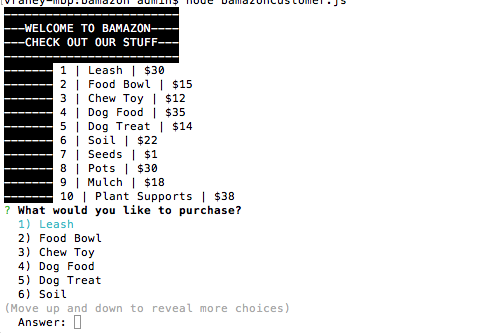 vraney-mbp:bamazon admin$ node bamazonCustomer.js
---WELCOME TO BAMAZON----
---CHECK OUT OUR STUFF---
------- 1 | Leash | $30
------- 2 | Food Bowl | $15
------- 3 | Chew Toy | $12
------- 4 | Dog Food | $35
------- 5 | Dog Treat | $14
------- 6 | Soil | $22
------- 7 | Seeds | $1
------- 8 | Pots | $30
------- 9 | Mulch | $18
------- 10 | Plant Supports | $38
? What would you like to purchase?
1) Leash
2) Food Bowl
3) Chew Toy
4) Dog Food
5) Dog Treat
6) Soil
(Move up and down to reveal more choices)
Answer: